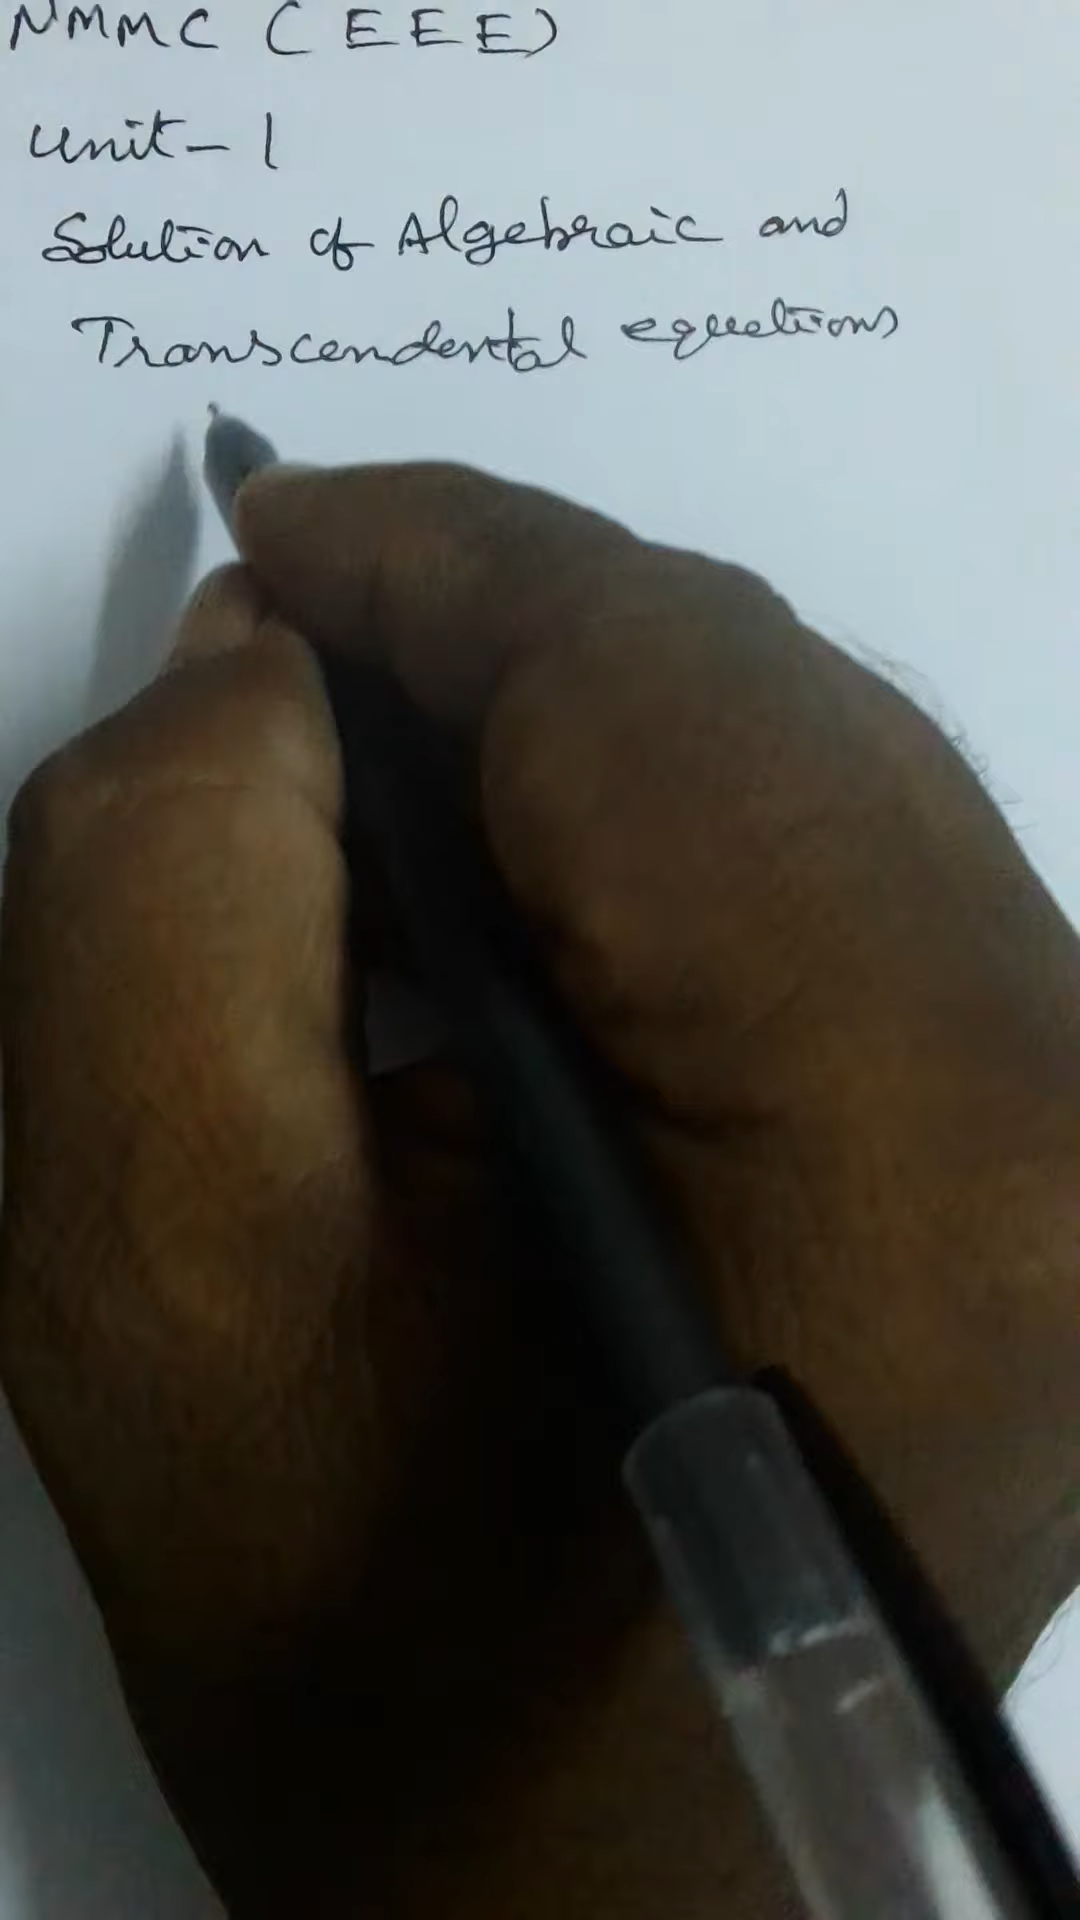 NMMC (EEE)
Unit-1
Solution of Algebraic and
Transcendental equations